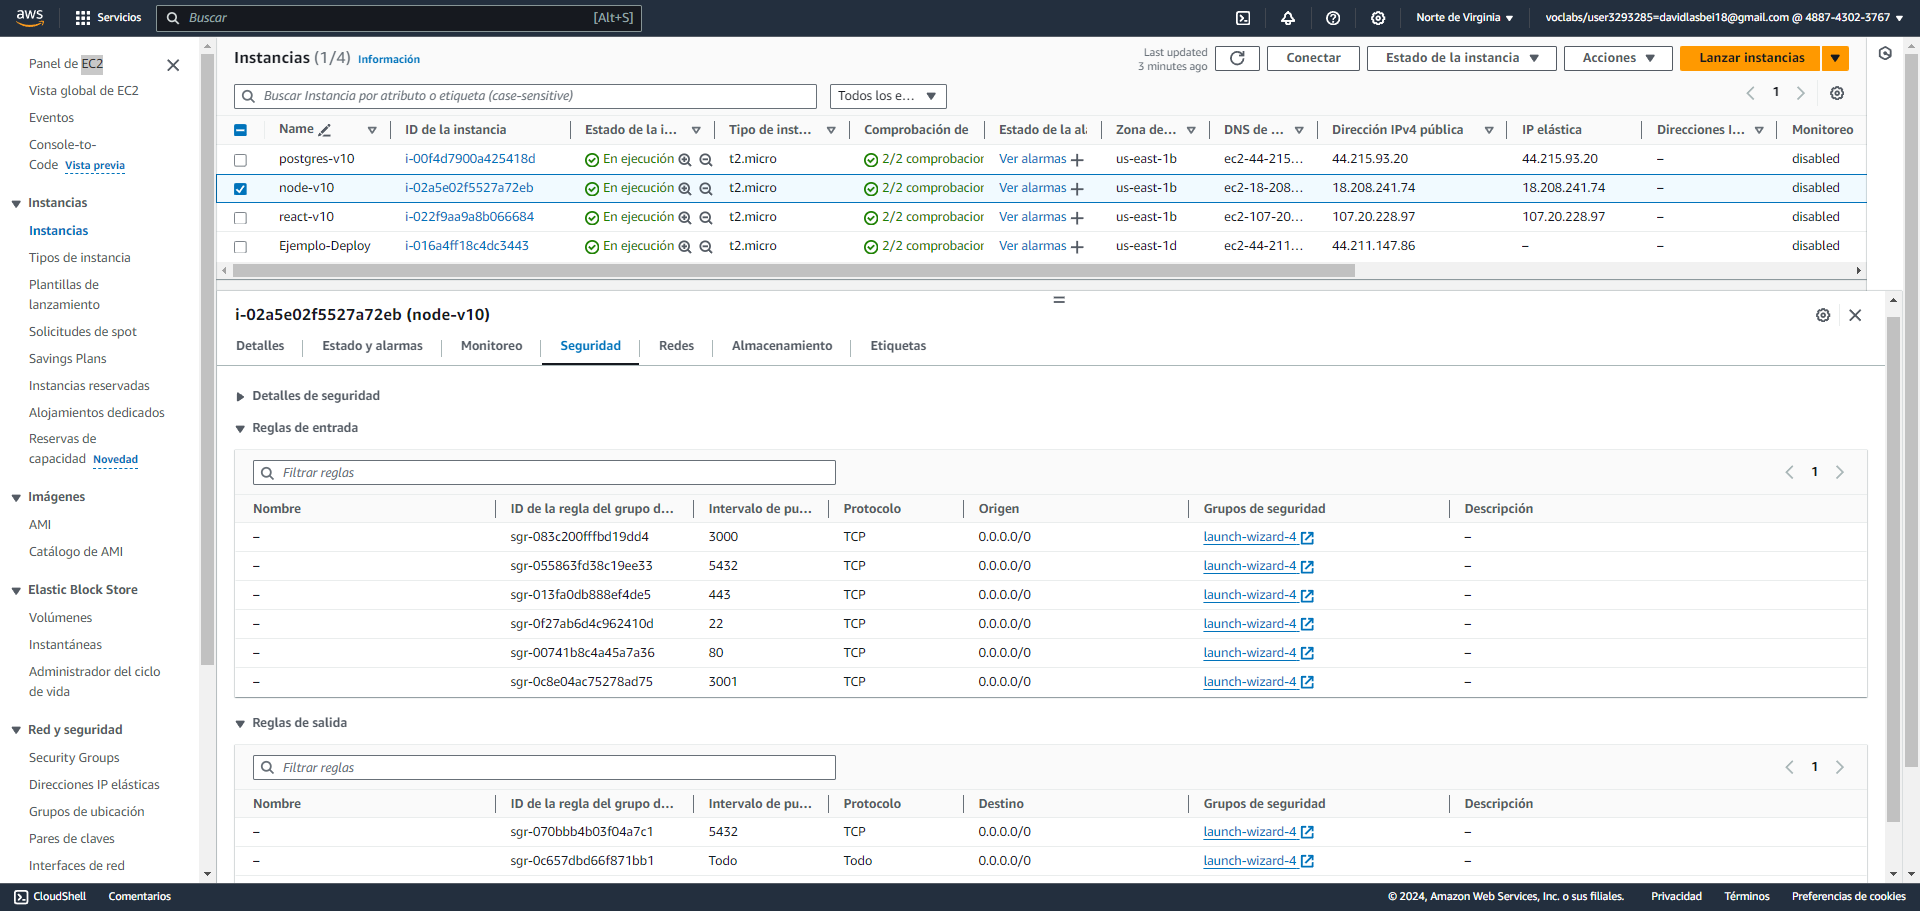 aws Servicios Buscar [Alt+S] Norte de Virginia voclabs/user3293285=davidlasbei18@gmail.com @ 4887-4302-3767
Panel de EC2
Vista global de EC2
Eventos
Console-to-
Code Vista previa
Instancias
Instancias
Tipos de instancia
Plantillas de
lanzamiento
Solicitudes de spot
Savings Plans
Instancias reservadas
Alojamientos dedicados
Reservas de
capacidad Novedad
Imágenes
AMI
Catálogo de AMI
Elastic Block Store
Volúmenes
Instantáneas
Administrador del ciclo
de vida
Red y seguridad
Security Groups
Direcciones IP elásticas
Grupos de ubicación
Pares de claves
Interfaces de red
Instancias (1/4) Información
Last updated
3 minutes ago
Conectar Estado de la instancia Acciones Lanzar instancias
Buscar Instancia por atributo o etiqueta (case-sensitive) Todos los e... 1
Name ID de la instancia Estado de la i... Tipo de inst... Comprobación de Estado de la al Zona de... DNS de ... Dirección IPv4 pública IP elástica Direcciones I... Monitoreo
postgres-v10 i-00f4d7900a425418d En ejecución t2.micro 2/2 comprobacior Ver alarmas us-east-1b ec2-44-215... 44.215.93.20 44.215.93.20 – disabled
node-v10 i-02a5e02f5527a72eb En ejecución t2.micro 2/2 comprobacior Ver alarmas us-east-1b ec2-18-208... 18.208.241.74 18.208.241.74 – disabled
react-v10 i-022f9aa9a8b066684 En ejecución t2.micro 2/2 comprobacior Ver alarmas us-east-1b ec2-107-20... 107.20.228.97 107.20.228.97 – disabled
Ejemplo-Deploy i-016a4ff18c4dc3443 En ejecución t2.micro 2/2 comprobacior Ver alarmas us-east-1d ec2-44-211... 44.211.147.86 – – disabled
i-02a5e02f5527a72eb (node-v10)
Detalles Estado y alarmas Monitoreo Seguridad Redes Almacenamiento Etiquetas
Detalles de seguridad
Reglas de entrada
Filtrar reglas 1
Nombre ID de la regla del grupo d... Intervalo de pu... Protocolo Origen Grupos de seguridad Descripción
– sgr-083c200fffbd19dd4 3000 TCP 0.0.0.0/0 launch-wizard-4 –
– sgr-055863fd38c19ee33 5432 TCP 0.0.0.0/0 launch-wizard-4 –
– sgr-013fa0db888ef4de5 443 TCP 0.0.0.0/0 launch-wizard-4 –
– sgr-0f27ab6d4c962410d 22 TCP 0.0.0.0/0 launch-wizard-4 –
– sgr-00741b8c4a45a7a36 80 TCP 0.0.0.0/0 launch-wizard-4 –
– sgr-0c8e04ac75278ad75 3001 TCP 0.0.0.0/0 launch-wizard-4 –
Reglas de salida
Filtrar reglas 1
Nombre ID de la regla del grupo d... Intervalo de pu... Protocolo Destino Grupos de seguridad Descripción
– sgr-070bbb4b03f04a7c1 5432 TCP 0.0.0.0/0 launch-wizard-4 –
– sgr-0c657dbd66f871bb1 Todo Todo 0.0.0.0/0 launch-wizard-4 –
CloudShell Comentarios © 2024, Amazon Web Services, Inc. o sus filiales. Privacidad Términos Preferencias de cookies